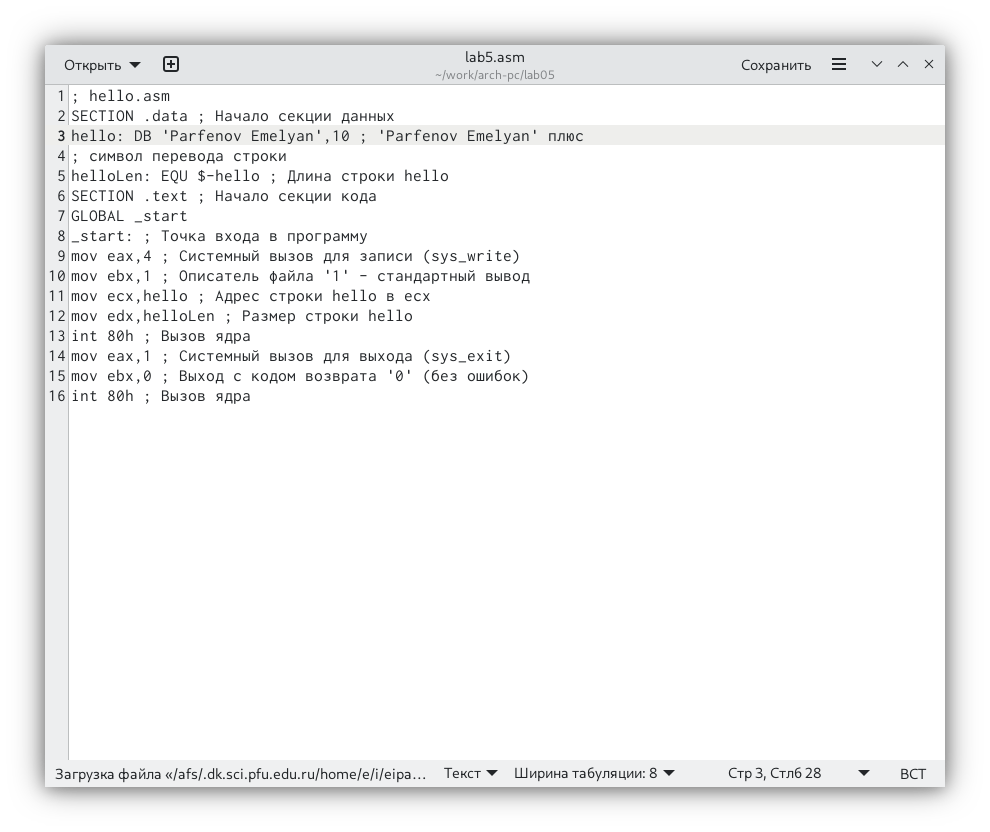 Открыть
lab5.asm
~/work/arch-pc/lab05
Сохранить
1 ; hello.asm
2 SECTION .data ; Начало секции данных
3 hello: DB 'Parfenov Emelyan',10 ; 'Parfenov Emelyan' плюс
4 ; символ перевода строки
5 helloLen: EQU $-hello ; Длина строки hello
6 SECTION .text ; Начало секции кода
7 GLOBAL _start
8 _start: ; Точка входа в программу
9 mov eax,4 ; Системный вызов для записи (sys_write)
10 mov ebx,1 ; Описатель файла '1' - стандартный вывод
11 mov ecx,hello ; Адрес строки hello в ecx
12 mov edx,helloLen ; Размер строки hello
13 int 80h ; Вызов ядра
14 mov eax,1 ; Системный вызов для выхода (sys_exit)
15 mov ebx,0 ; Выход с кодом возврата '0' (без ошибок)
16 int 80h ; Вызов ядра
Загрузка файла «/afs/.dk.sci.pfu.edu.ru/home/e/i/eipa… Текст Ширина табуляции: 8 Стр 3, Стлб 28 ВСТ